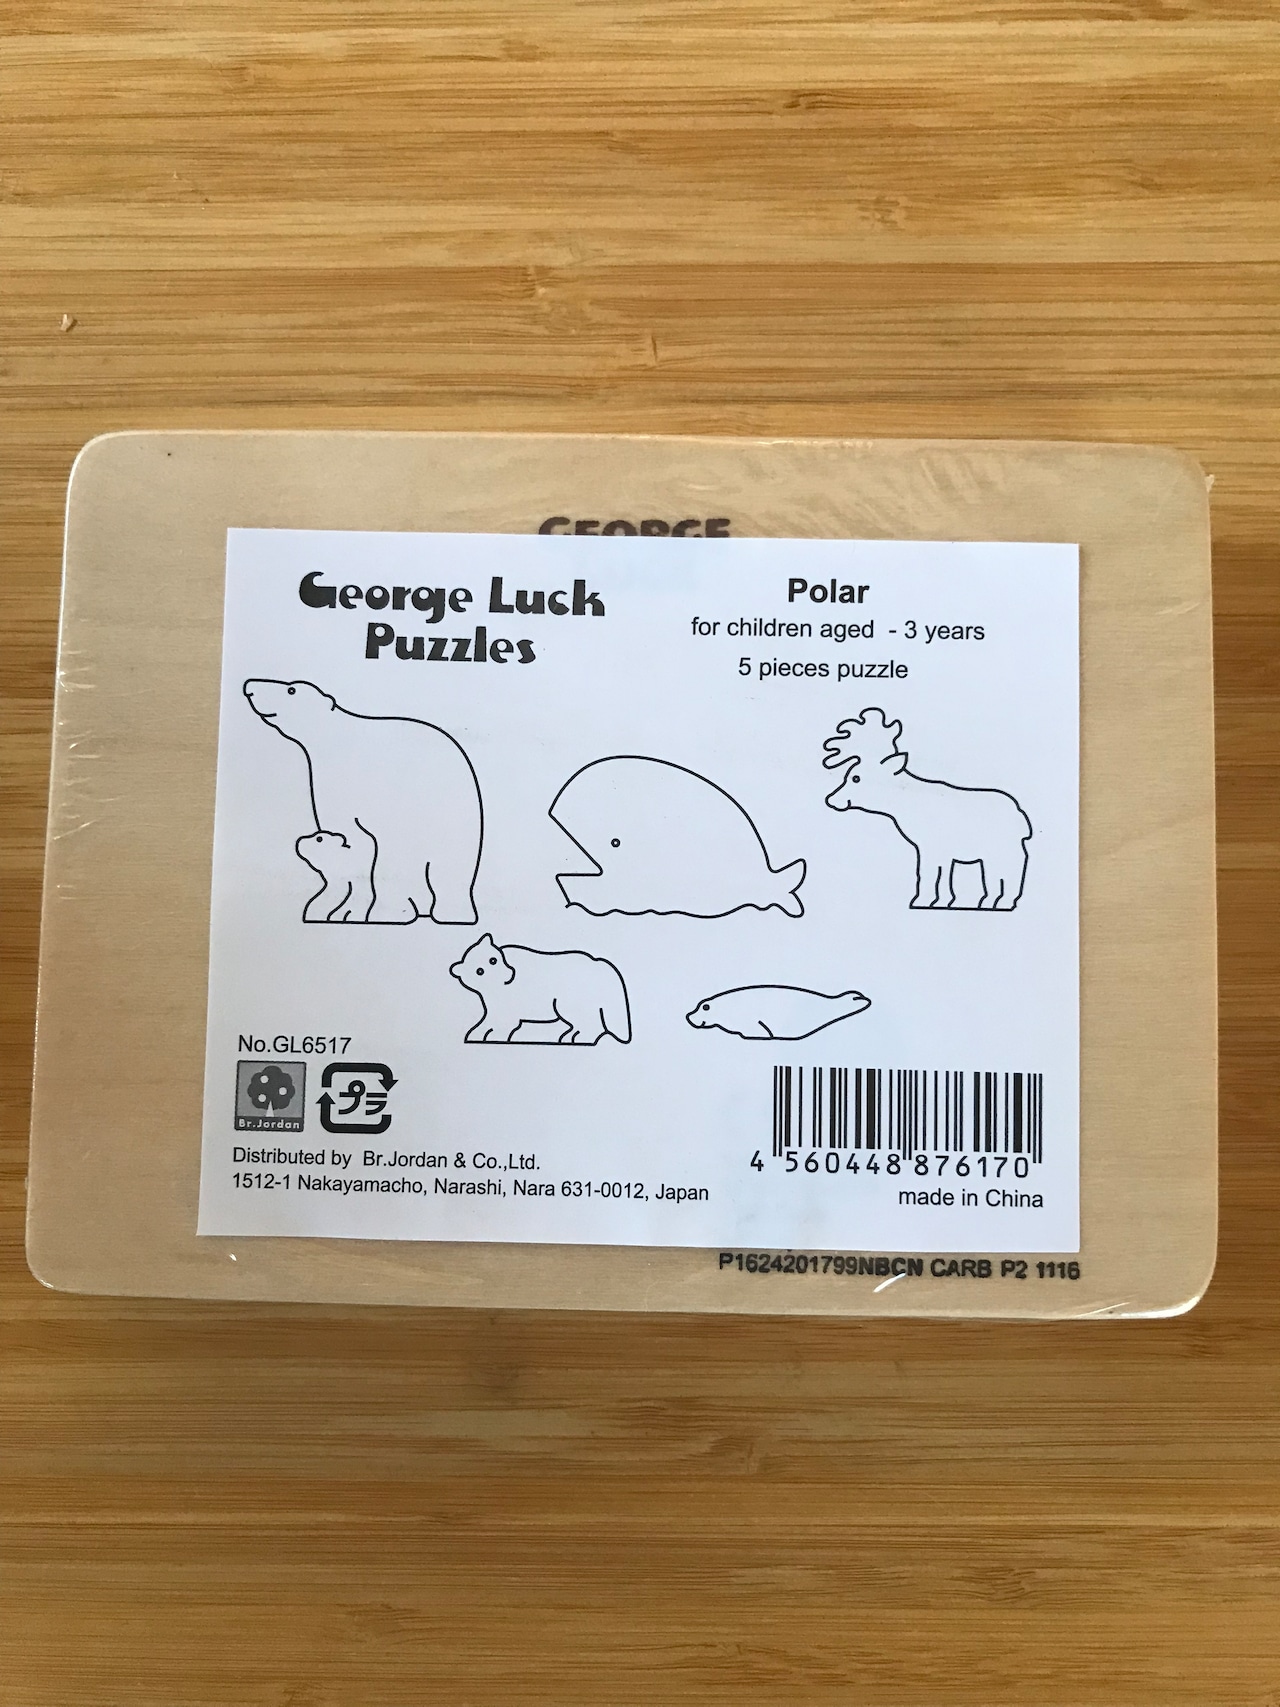 GEORGE
George Luck
Puzzles
Polar
for children aged - 3 years
5 pieces puzzle
No.GL6517
Br.Jordan
プラ
Distributed by Br.Jordan & Co.,Ltd.
1512-1 Nakayamacho, Narashi, Nara 631-0012, Japan
4 560448 876170
made in China
P1624201799NBCN CARB P2 1116